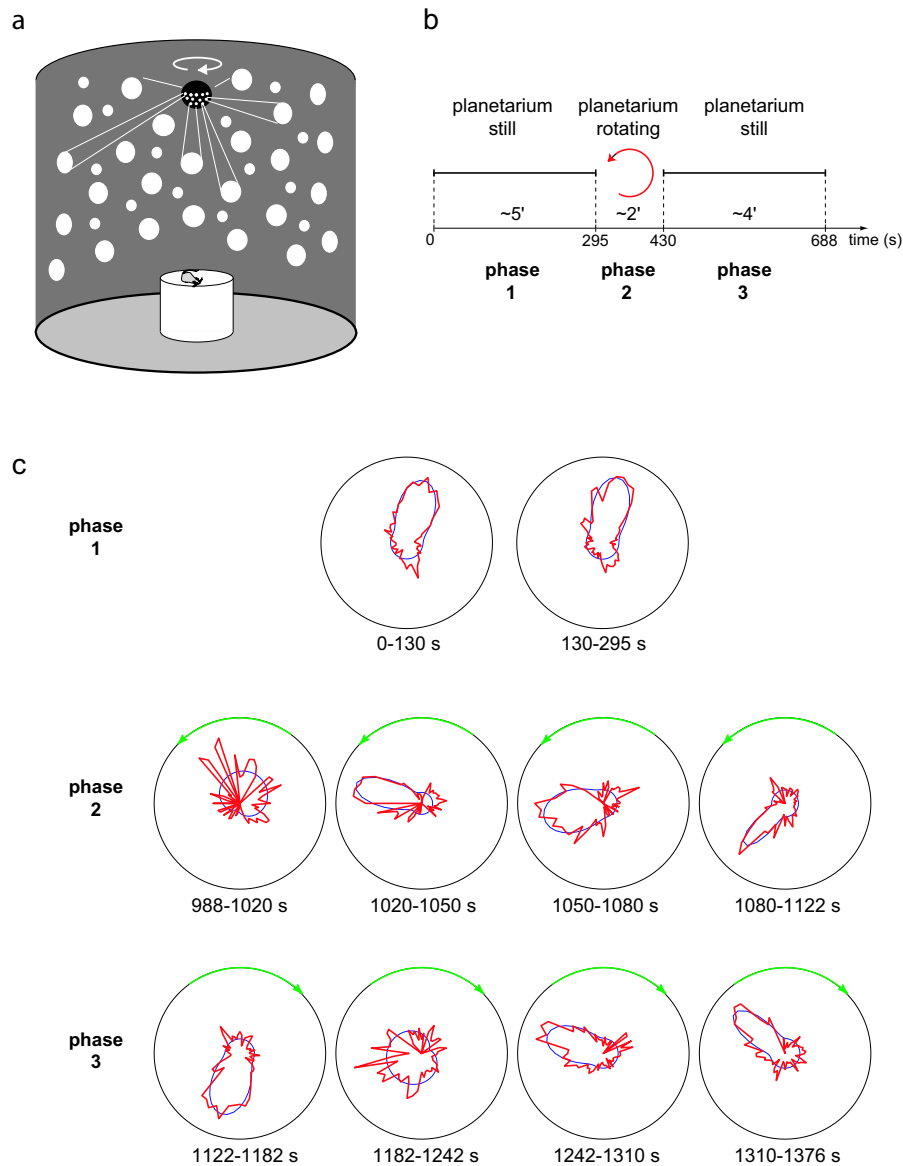 a
b
planetarium still
planetarium rotating
planetarium still
~5'
~2'
~4'
0
295
430
688
time (s)
phase 1
phase 2
phase 3
c
phase 1
0-130 s
130-295 s
phase 2
988-1020 s
1020-1050 s
1050-1080 s
1080-1122 s
phase 3
1122-1182 s
1182-1242 s
1242-1310 s
1310-1376 s